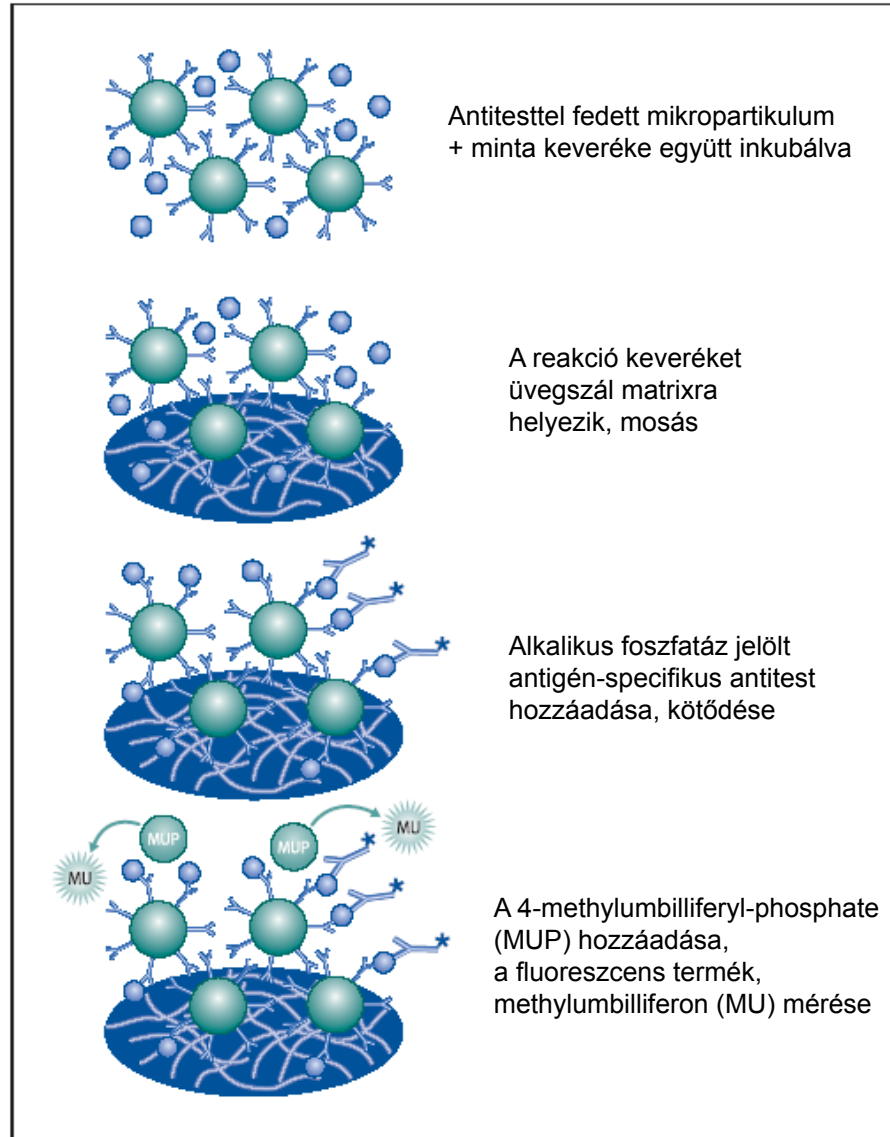 Antitesttel fedett mikropartikulum
+ minta keveréke együtt inkubálva
A reakció keveréket
üvegszál matrixra
helyezik, mosás
Alkalikus foszfatáz jelölt
antigén-specifikus antitest
hozzáadása, kötődése
MUP
MU
MUP
MU
A 4-methylumbilliferyl-phosphate
(MUP) hozzáadása,
a fluoreszcens termék,
methylumbilliferon (MU) mérése